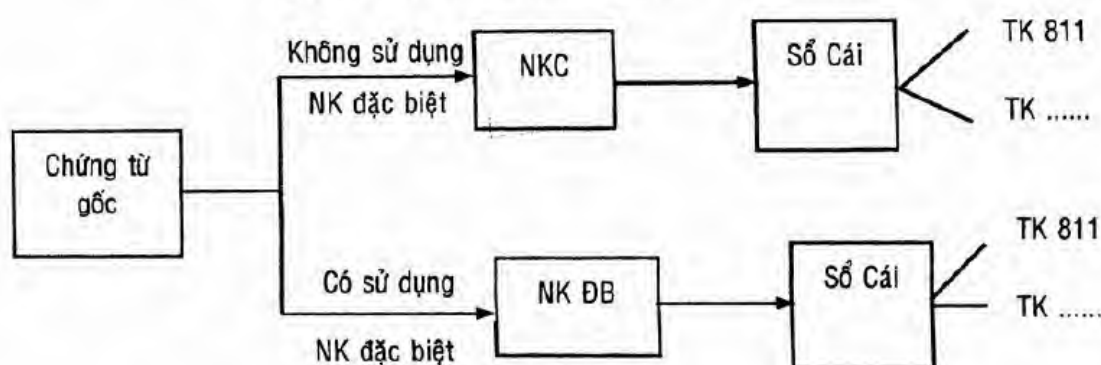 Không sử dụng
NK đặc biệt
NKC
Sổ Cái
TK 811
TK ......
Chứng từ
gốc
Có sử dụng
NK đặc biệt
NK ĐB
Sổ Cái
TK 811
TK ......